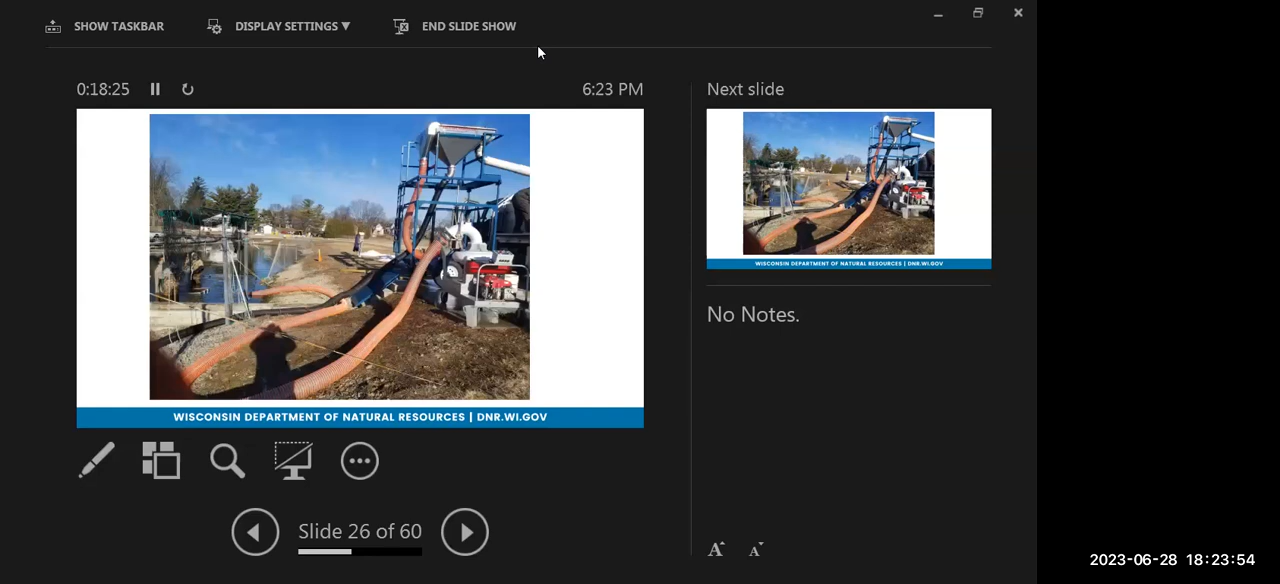 SHOW TASKBAR
DISPLAY SETTINGS ▼
END SLIDE SHOW
0:18:25
6:23 PM
WISCONSIN DEPARTMENT OF NATURAL RESOURCES | DNR.WI.GOV
Slide 26 of 60
Next slide
WISCONSIN DEPARTMENT OF NATURAL RESOURCES | DNR.WI.GOV
No Notes.
A A
2023-06-28 18:23:54